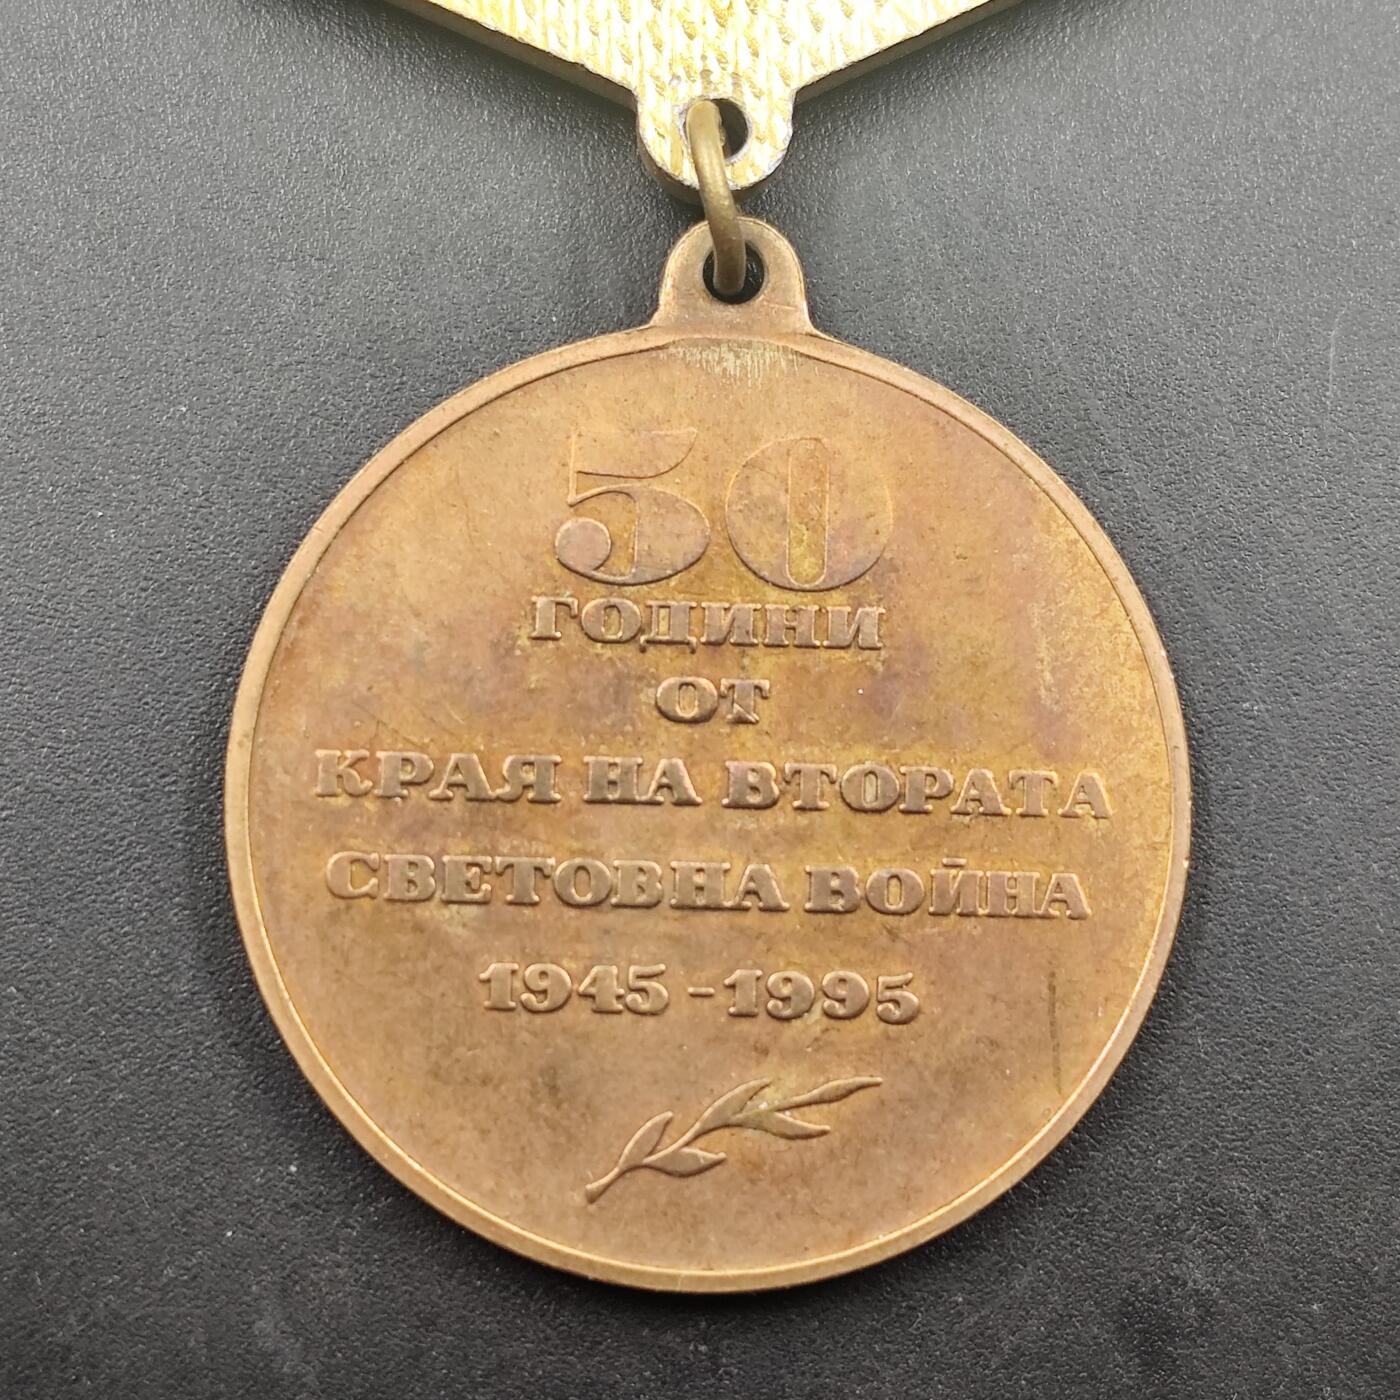 50
ГОДИНИ
ОТ
КРАЯ НА ВТОРАТА
СВЕТОВНА ВОЙНА
1945-1995